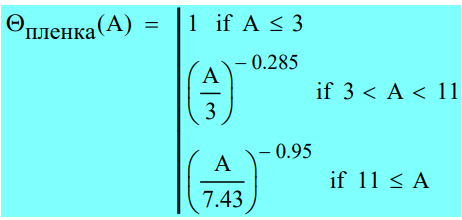 Θпленка(A) = 1 if A ≤ 3
(A/3)^−0.285 if 3 < A < 11
(A/7.43)^−0.95 if 11 ≤ A